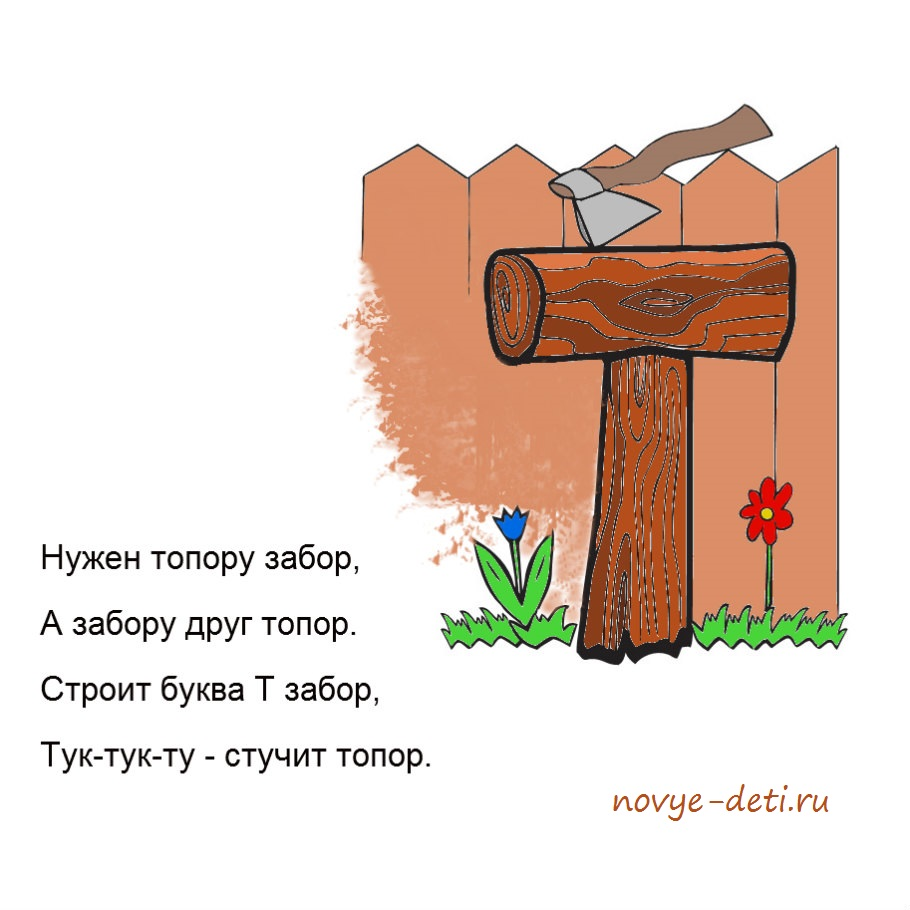 Нужен топору забор,
А забору друг топор.
Строит буква Т забор,
Тук-тук-ту - стучит топор.
novye-deti.ru